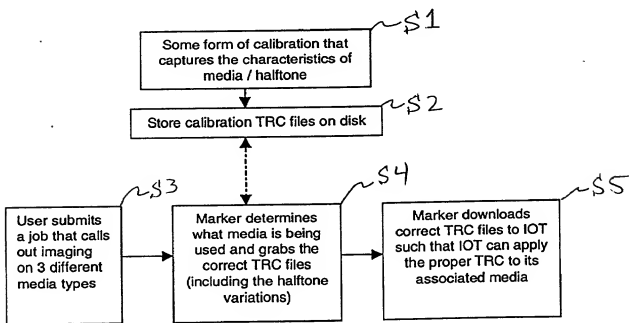 S1
Some form of calibration that
captures the characteristics of
media / halftone
S2
Store calibration TRC files on disk
S3
User submits
a job that calls
out imaging
on 3 different
media types
S4
Marker determines
what media is being
used and grabs the
correct TRC files
(including the halftone
variations)
S5
Marker downloads
correct TRC files to IOT
such that IOT can apply
the proper TRC to its
associated media